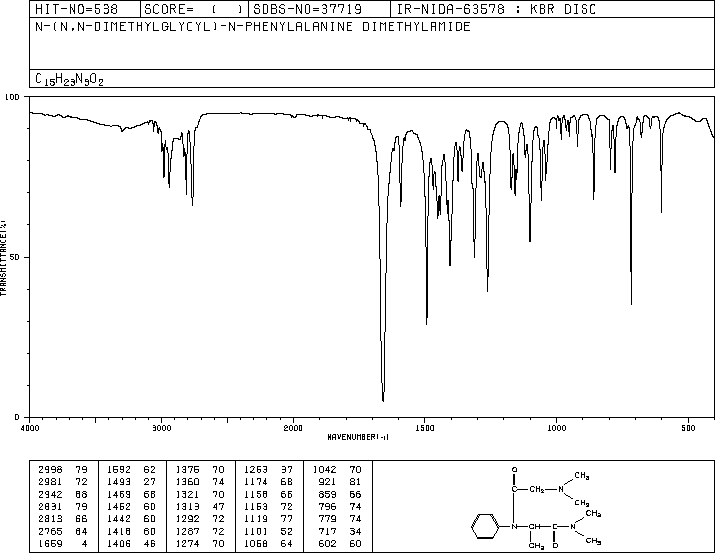 HIT-NO=538 SCORE= ( ) SDBS-NO=37719 IR-NIDA-63578 : KBR DISC
N-(N,N-DIMETHYLGLYCYL)-N-PHENYLALANINE DIMETHYLAMIDE
C15H23N3O2
100
50
0
TRANSMITTANCE(%)
4000 3000 2000 1500 1000 500
WAVENUMBER(-1)
2998 79 1592 62 1376 70 1263 37 1042 70
2981 72 1493 27 1360 74 1174 68 921 81
2942 68 1469 68 1321 70 1158 66 859 66
2831 79 1452 60 1313 47 1153 72 796 74
2813 66 1442 60 1292 72 1119 77 779 74
2765 64 1418 60 1287 72 1101 52 717 34
1659 4 1406 46 1274 70 1058 64 602 60
O
CH3
C CH2 N
CH3
CH3
N CH C N
CH3 O CH3